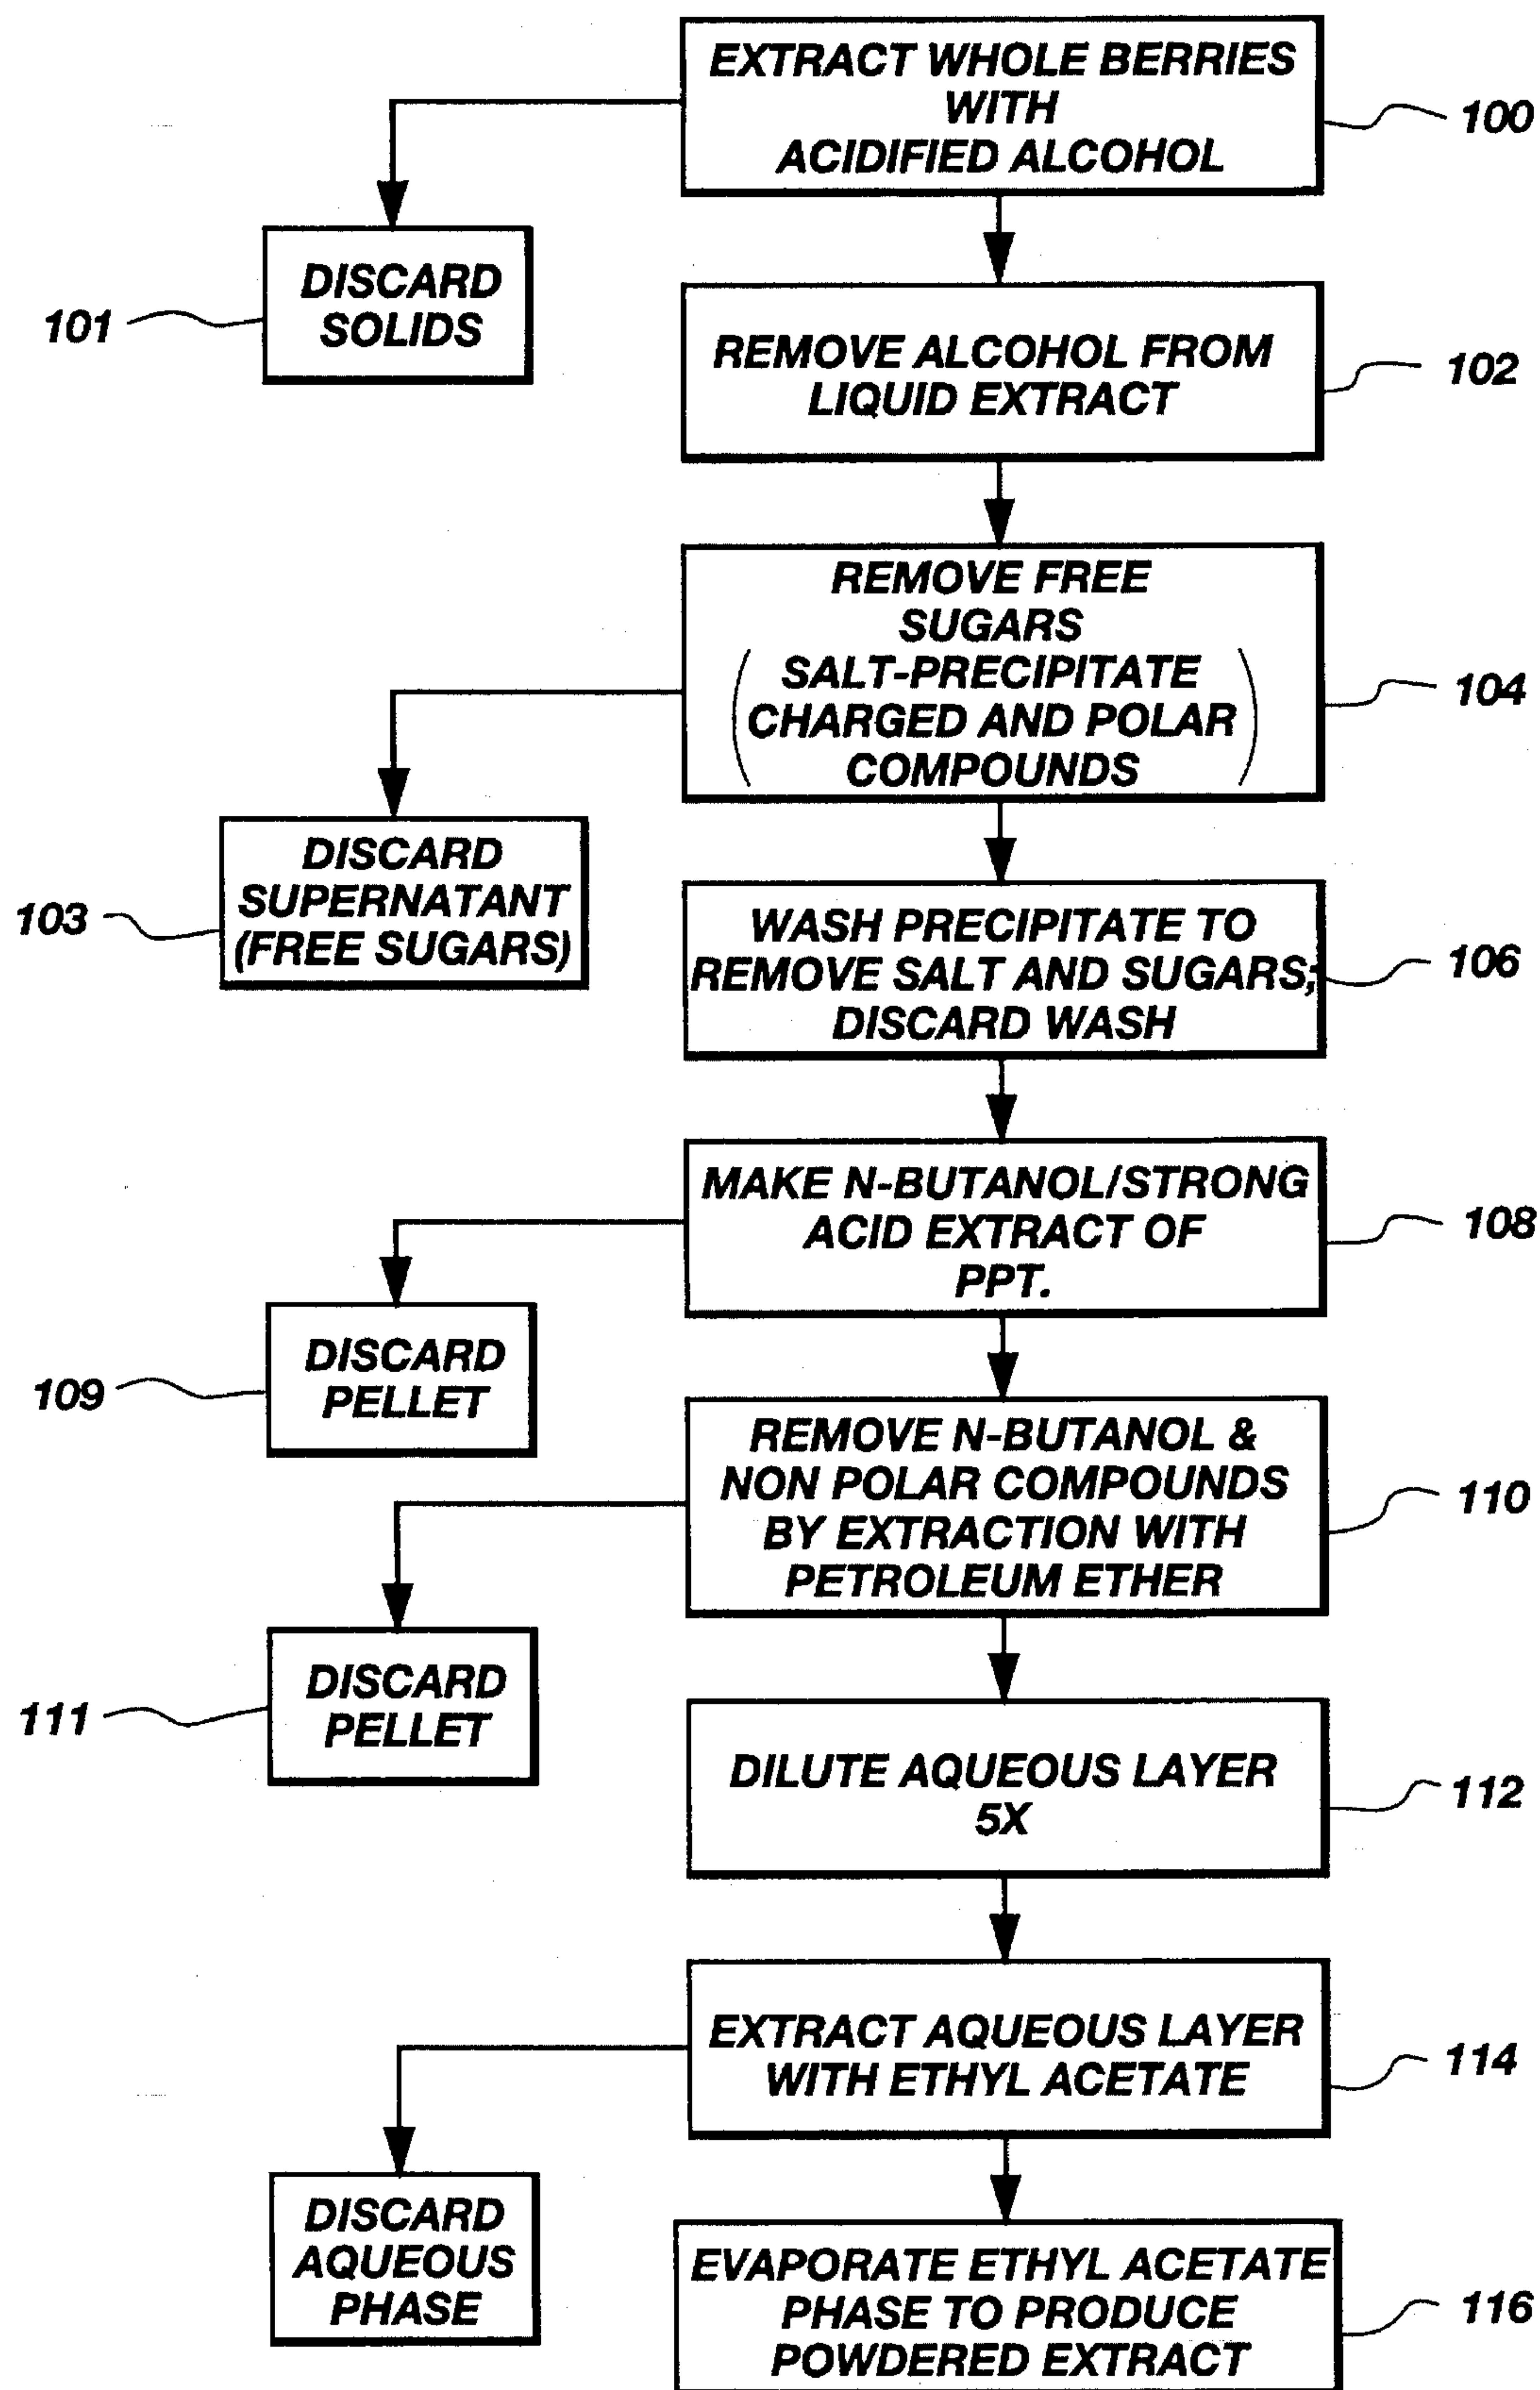 EXTRACT WHOLE BERRIES
WITH
ACIDIFIED ALCOHOL
100
DISCARD
SOLIDS
101
REMOVE ALCOHOL FROM
LIQUID EXTRACT
102
REMOVE FREE
SUGARS
(SALT-PRECIPITATE
CHARGED AND POLAR
COMPOUNDS)
104
DISCARD
SUPERNATANT
(FREE SUGARS)
103
WASH PRECIPITATE TO
REMOVE SALT AND SUGARS;
DISCARD WASH
106
MAKE N-BUTANOL/STRONG
ACID EXTRACT OF
PPT.
108
DISCARD
PELLET
109
REMOVE N-BUTANOL &
NON POLAR COMPOUNDS
BY EXTRACTION WITH
PETROLEUM ETHER
110
DISCARD
PELLET
111
DILUTE AQUEOUS LAYER
5X
112
EXTRACT AQUEOUS LAYER
WITH ETHYL ACETATE
114
DISCARD
AQUEOUS
PHASE
EVAPORATE ETHYL ACETATE
PHASE TO PRODUCE
POWDERED EXTRACT
116